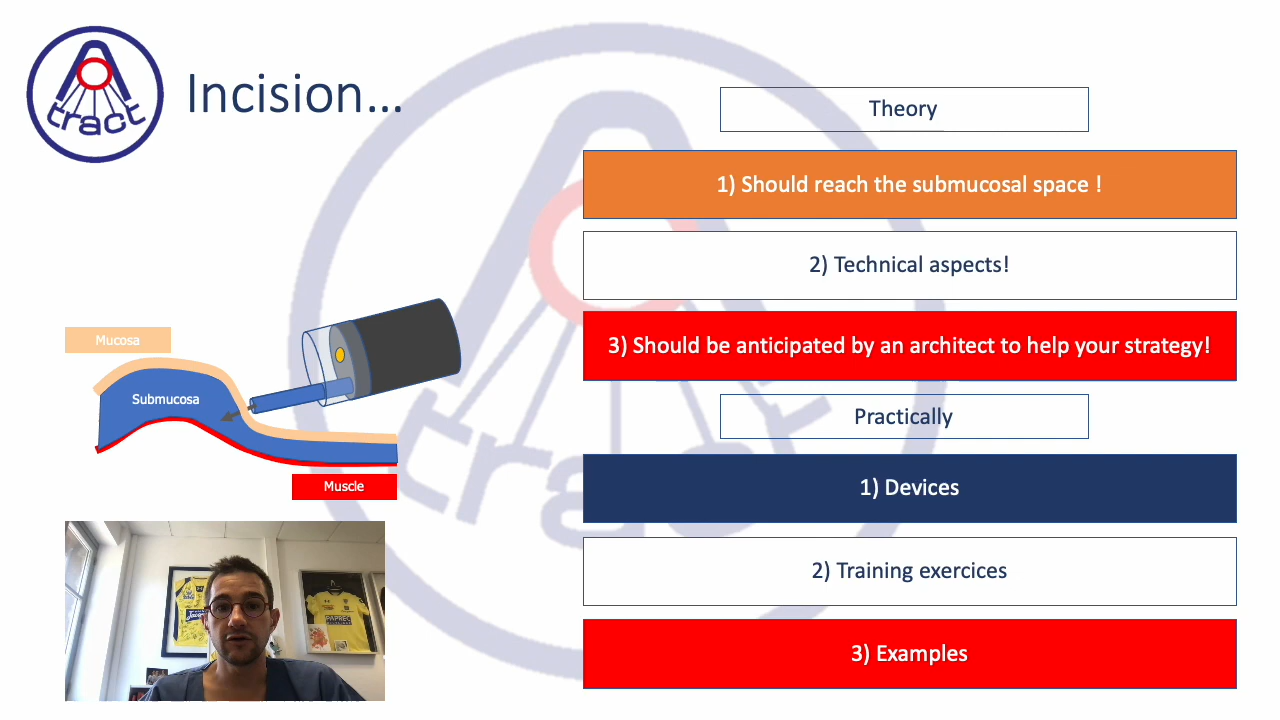 tract
Incision...
Theory
1) Should reach the submucosal space !
2) Technical aspects!
3) Should be anticipated by an architect to help your strategy!
Practically
1) Devices
2) Training exercices
3) Examples
Mucosa
Submucosa
Muscle
tract